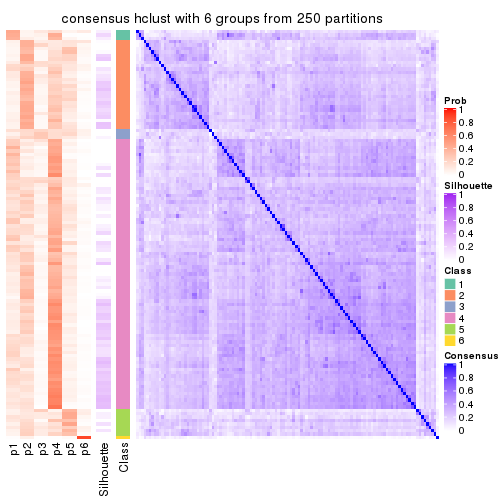 consensus hclust with 6 groups from 250 partitions
p1
p2
p3
p4
p5
p6
Silhouette
Class
Prob
1
0.8
0.6
0.4
0.2
0
Silhouette
1
0.8
0.6
0.4
0.2
0
Class
1
2
3
4
5
6
Consensus
1
0.8
0.6
0.4
0.2
0